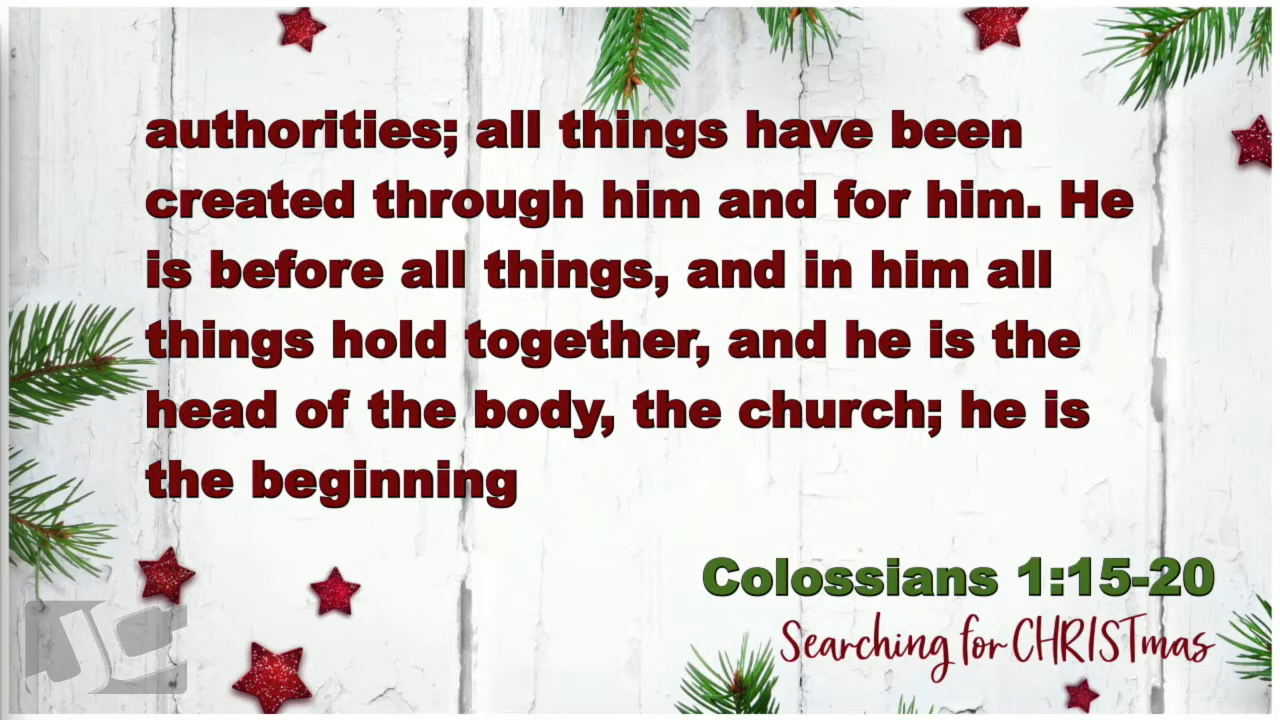 authorities; all things have been
created through him and for him. He
is before all things, and in him all
things hold together, and he is the
head of the body, the church; he is
the beginning
Colossians 1:15-20
Searching for CHRISTmas
JC